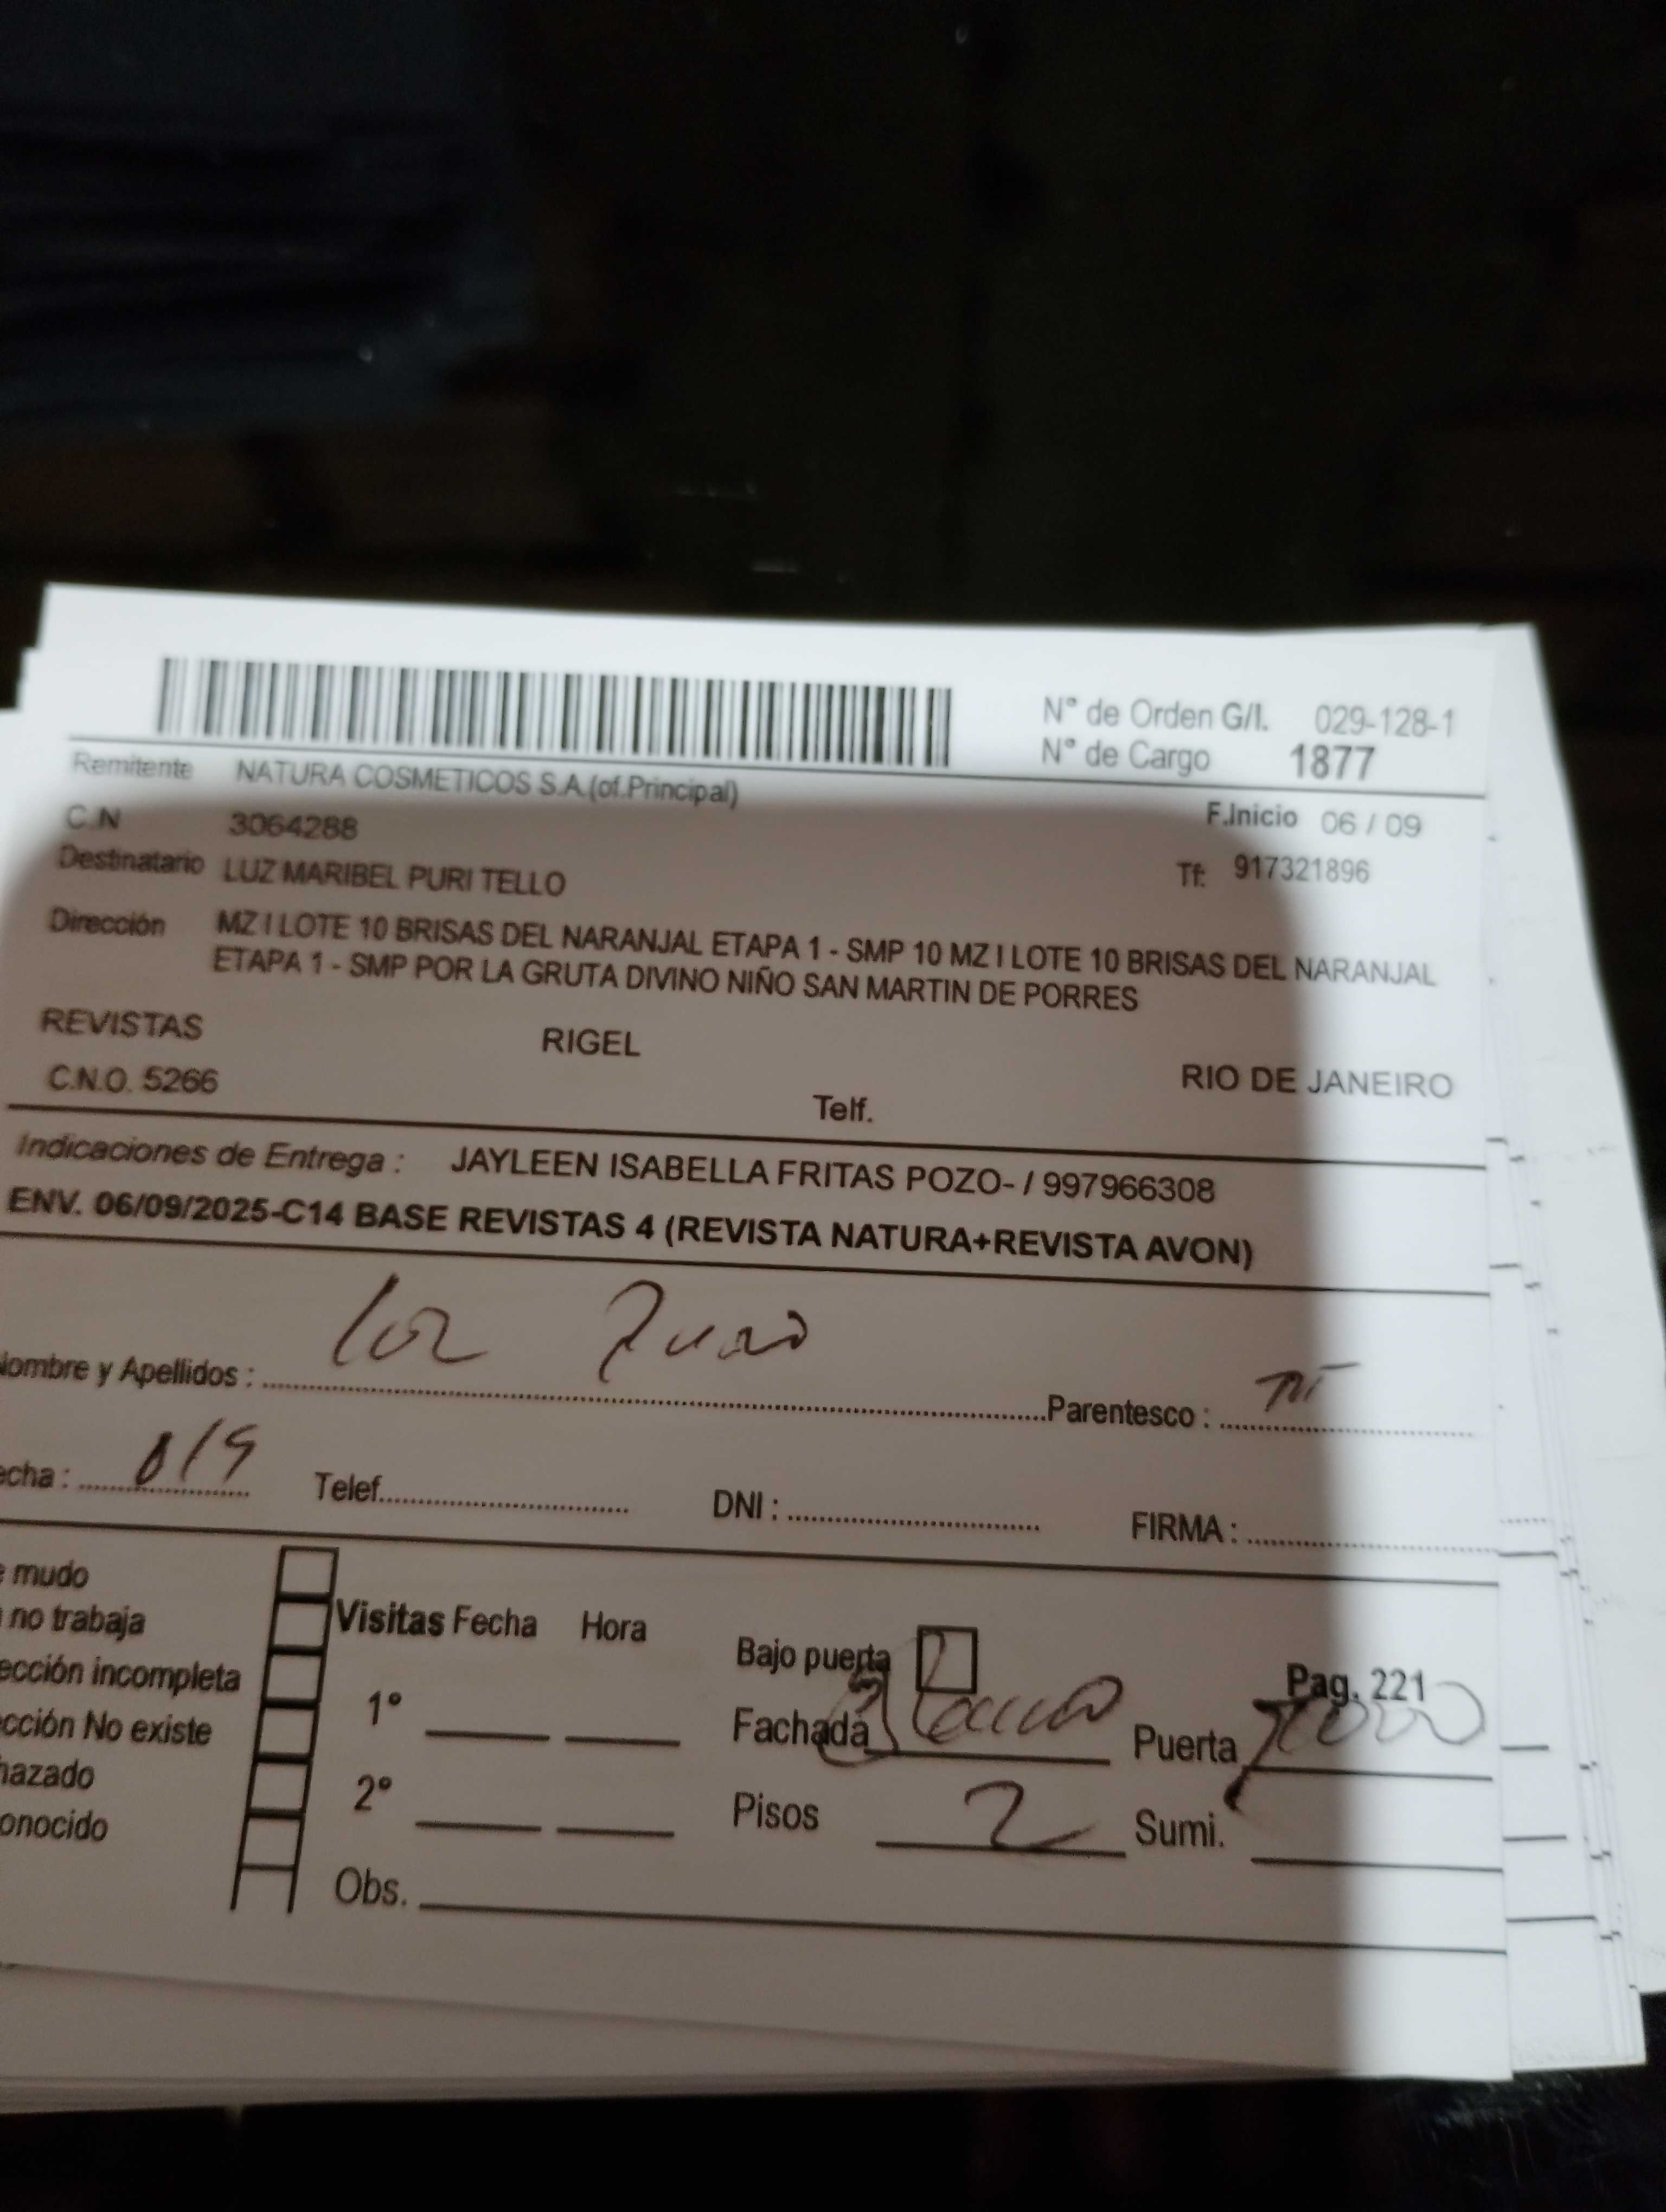 N° de Orden G/I. 029-128-1
N° de Cargo 1877
Remitente NATURA COSMETICOS S.A.(of.Principal)
F.Inicio 06 / 09
C.N 3064288
Destinatario LUZ MARIBEL PURI TELLO
Tf: 917321896
Dirección MZ I LOTE 10 BRISAS DEL NARANJAL ETAPA 1 - SMP 10 MZ I LOTE 10 BRISAS DEL NARANJAL
ETAPA 1 - SMP POR LA GRUTA DIVINO NIÑO SAN MARTIN DE PORRES
REVISTAS RIGEL RIO DE JANEIRO
C.N.O. 5266 Telf.
Indicaciones de Entrega : JAYLEEN ISABELLA FRITAS POZO- / 997966308
ENV. 06/09/2025-C14 BASE REVISTAS 4 (REVISTA NATURA+REVISTA AVON)
Nombre y Apellidos : Parentesco :
echa : Telef. DNI : FIRMA :
e mudo
no trabaja
ección incompleta
cción No existe
hazado
onocido
Visitas Fecha Hora
1°
2°
Obs.
Bajo puerta Pag. 221
Fachada Puerta
Pisos 2 Sumi.